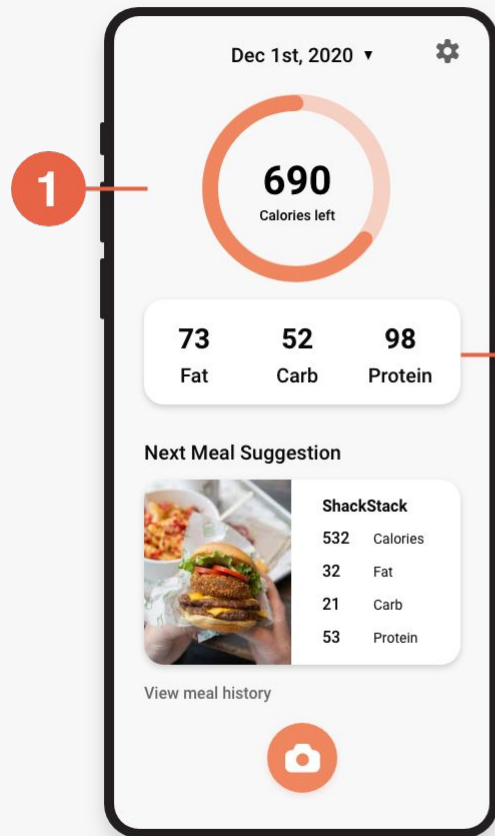 Dec 1st, 2020 ▼
1
690
Calories left
73 52 98
Fat Carb Protein
Next Meal Suggestion
ShackStack
532 Calories
32 Fat
21 Carb
53 Protein
View meal history